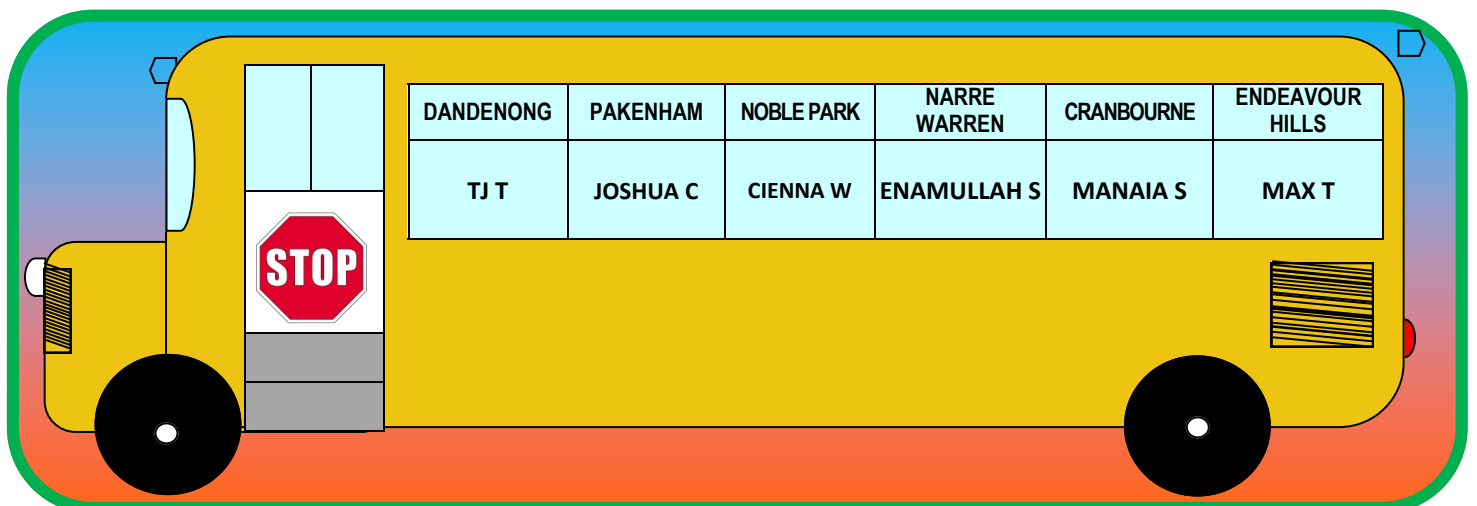 DANDENONG PAKENHAM NOBLE PARK NARRE WARREN CRANBOURNE ENDEAVOUR HILLS
TJ T JOSHUA C CIENNA W ENAMULLAH S MANAIA S MAX T
STOP